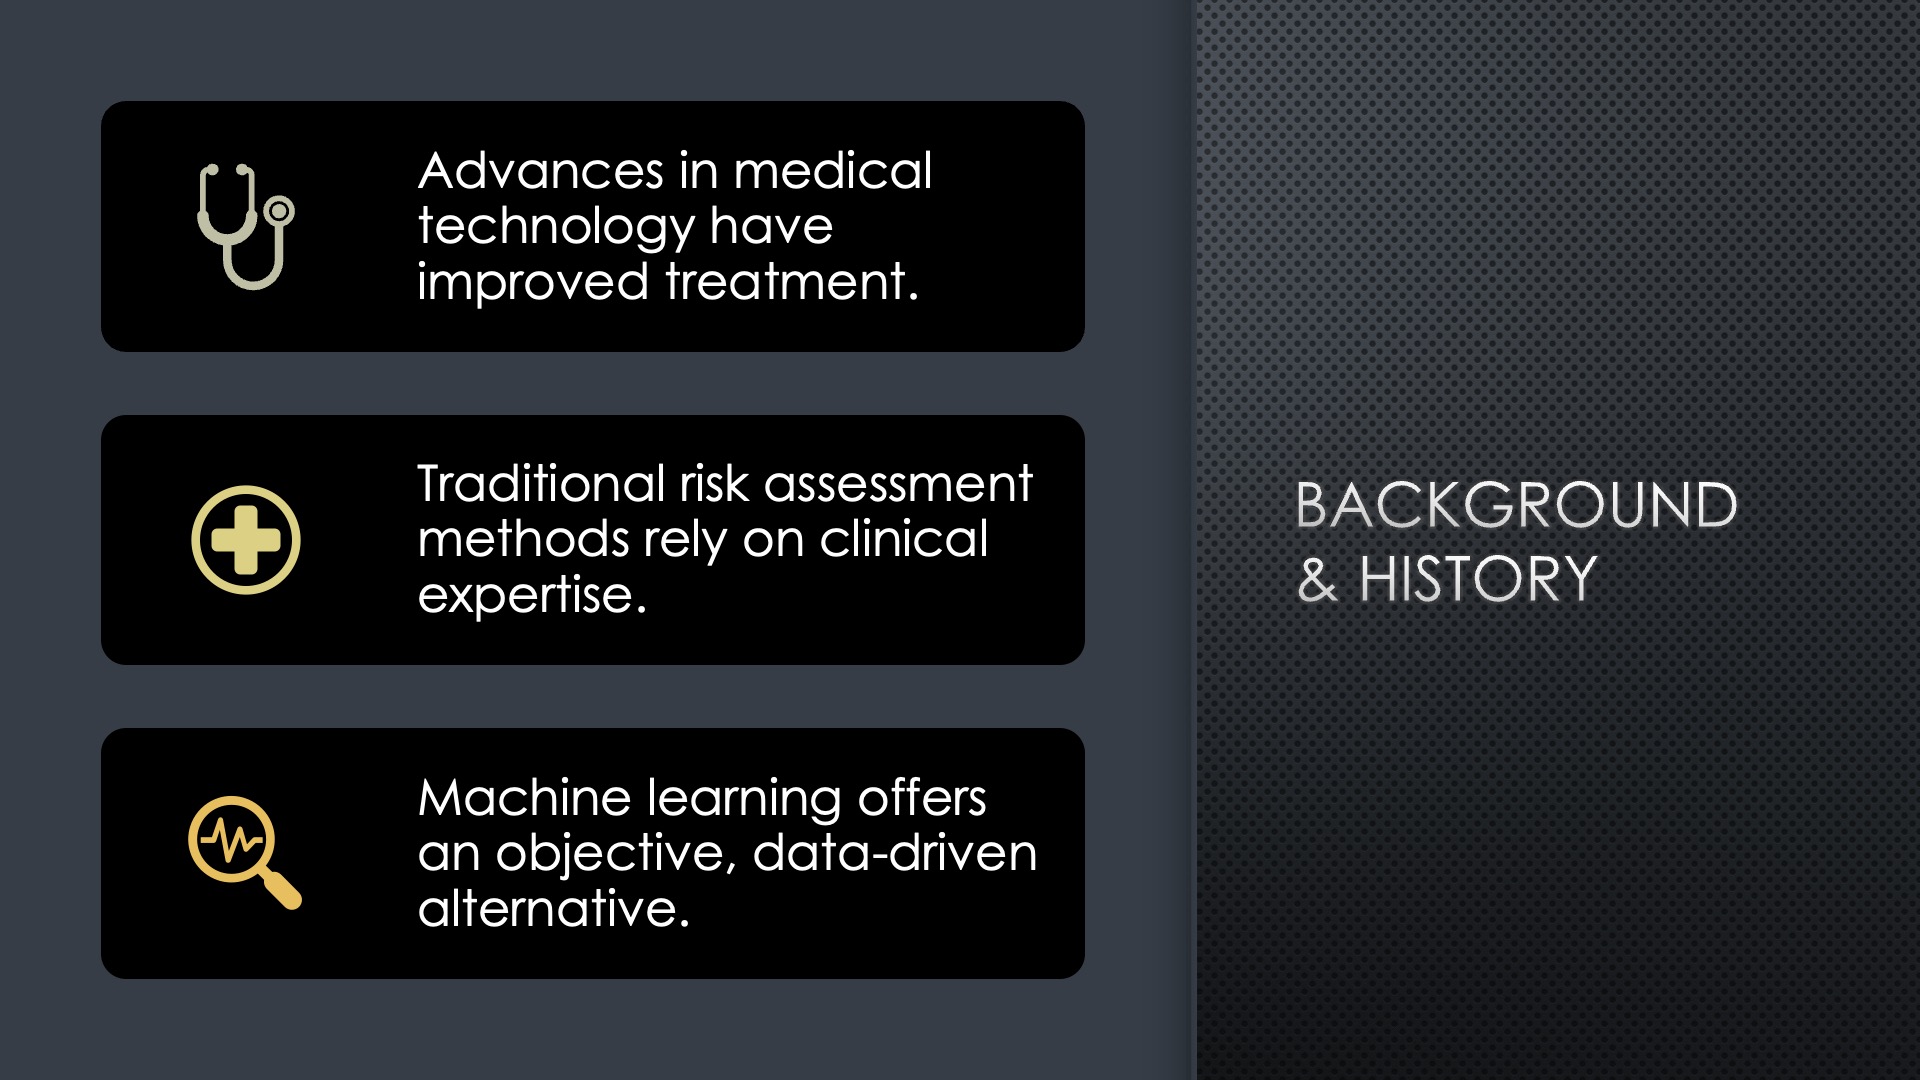 Advances in medical
technology have
improved treatment.
Traditional risk assessment
methods rely on clinical
expertise.
Machine learning offers
an objective, data-driven
alternative.
BACKGROUND
& HISTORY